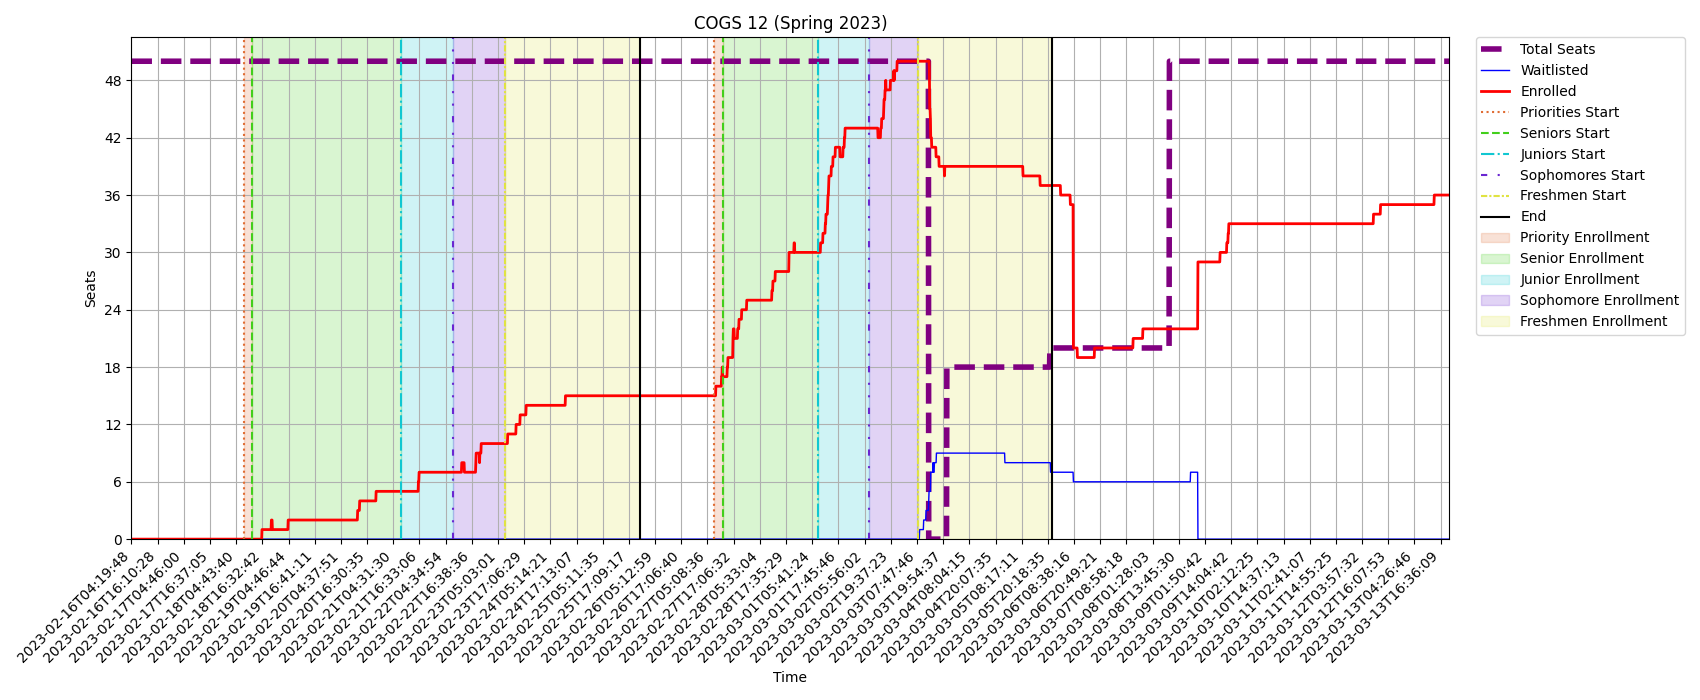 COGS 12 (Spring 2023)
Total Seats
Waitlisted
Enrolled
Priorities Start
Seniors Start
Juniors Start
Sophomores Start
Freshmen Start
End
Priority Enrollment
Senior Enrollment
Junior Enrollment
Sophomore Enrollment
Freshmen Enrollment
Seats
48
42
36
30
24
18
12
6
0
2023-02-16T04:19:48
2023-02-16T16:10:28
2023-02-17T04:46:00
2023-02-17T16:37:05
2023-02-18T04:43:40
2023-02-18T16:32:42
2023-02-19T04:46:44
2023-02-19T16:41:11
2023-02-20T04:37:51
2023-02-20T16:30:35
2023-02-21T04:31:30
2023-02-21T16:33:06
2023-02-22T04:34:54
2023-02-22T16:38:36
2023-02-23T05:03:01
2023-02-23T17:06:29
2023-02-24T05:14:21
2023-02-24T17:13:07
2023-02-25T05:11:35
2023-02-25T17:09:17
2023-02-26T05:12:59
2023-02-26T17:06:40
2023-02-27T05:08:36
2023-02-27T17:06:32
2023-02-28T05:33:04
2023-02-28T17:35:29
2023-03-01T05:41:24
2023-03-01T17:45:46
2023-03-02T05:56:02
2023-03-02T19:37:23
2023-03-03T07:47:46
2023-03-03T19:54:37
2023-03-04T08:04:15
2023-03-04T20:07:35
2023-03-05T08:17:11
2023-03-05T20:18:35
2023-03-06T08:38:16
2023-03-06T20:49:21
2023-03-07T08:58:18
2023-03-08T01:28:03
2023-03-08T13:45:30
2023-03-09T01:50:42
2023-03-09T14:04:42
2023-03-10T02:12:25
2023-03-10T14:37:13
2023-03-11T02:41:07
2023-03-11T14:55:25
2023-03-12T03:57:32
2023-03-12T16:07:53
2023-03-13T04:26:46
2023-03-13T16:36:09
Time